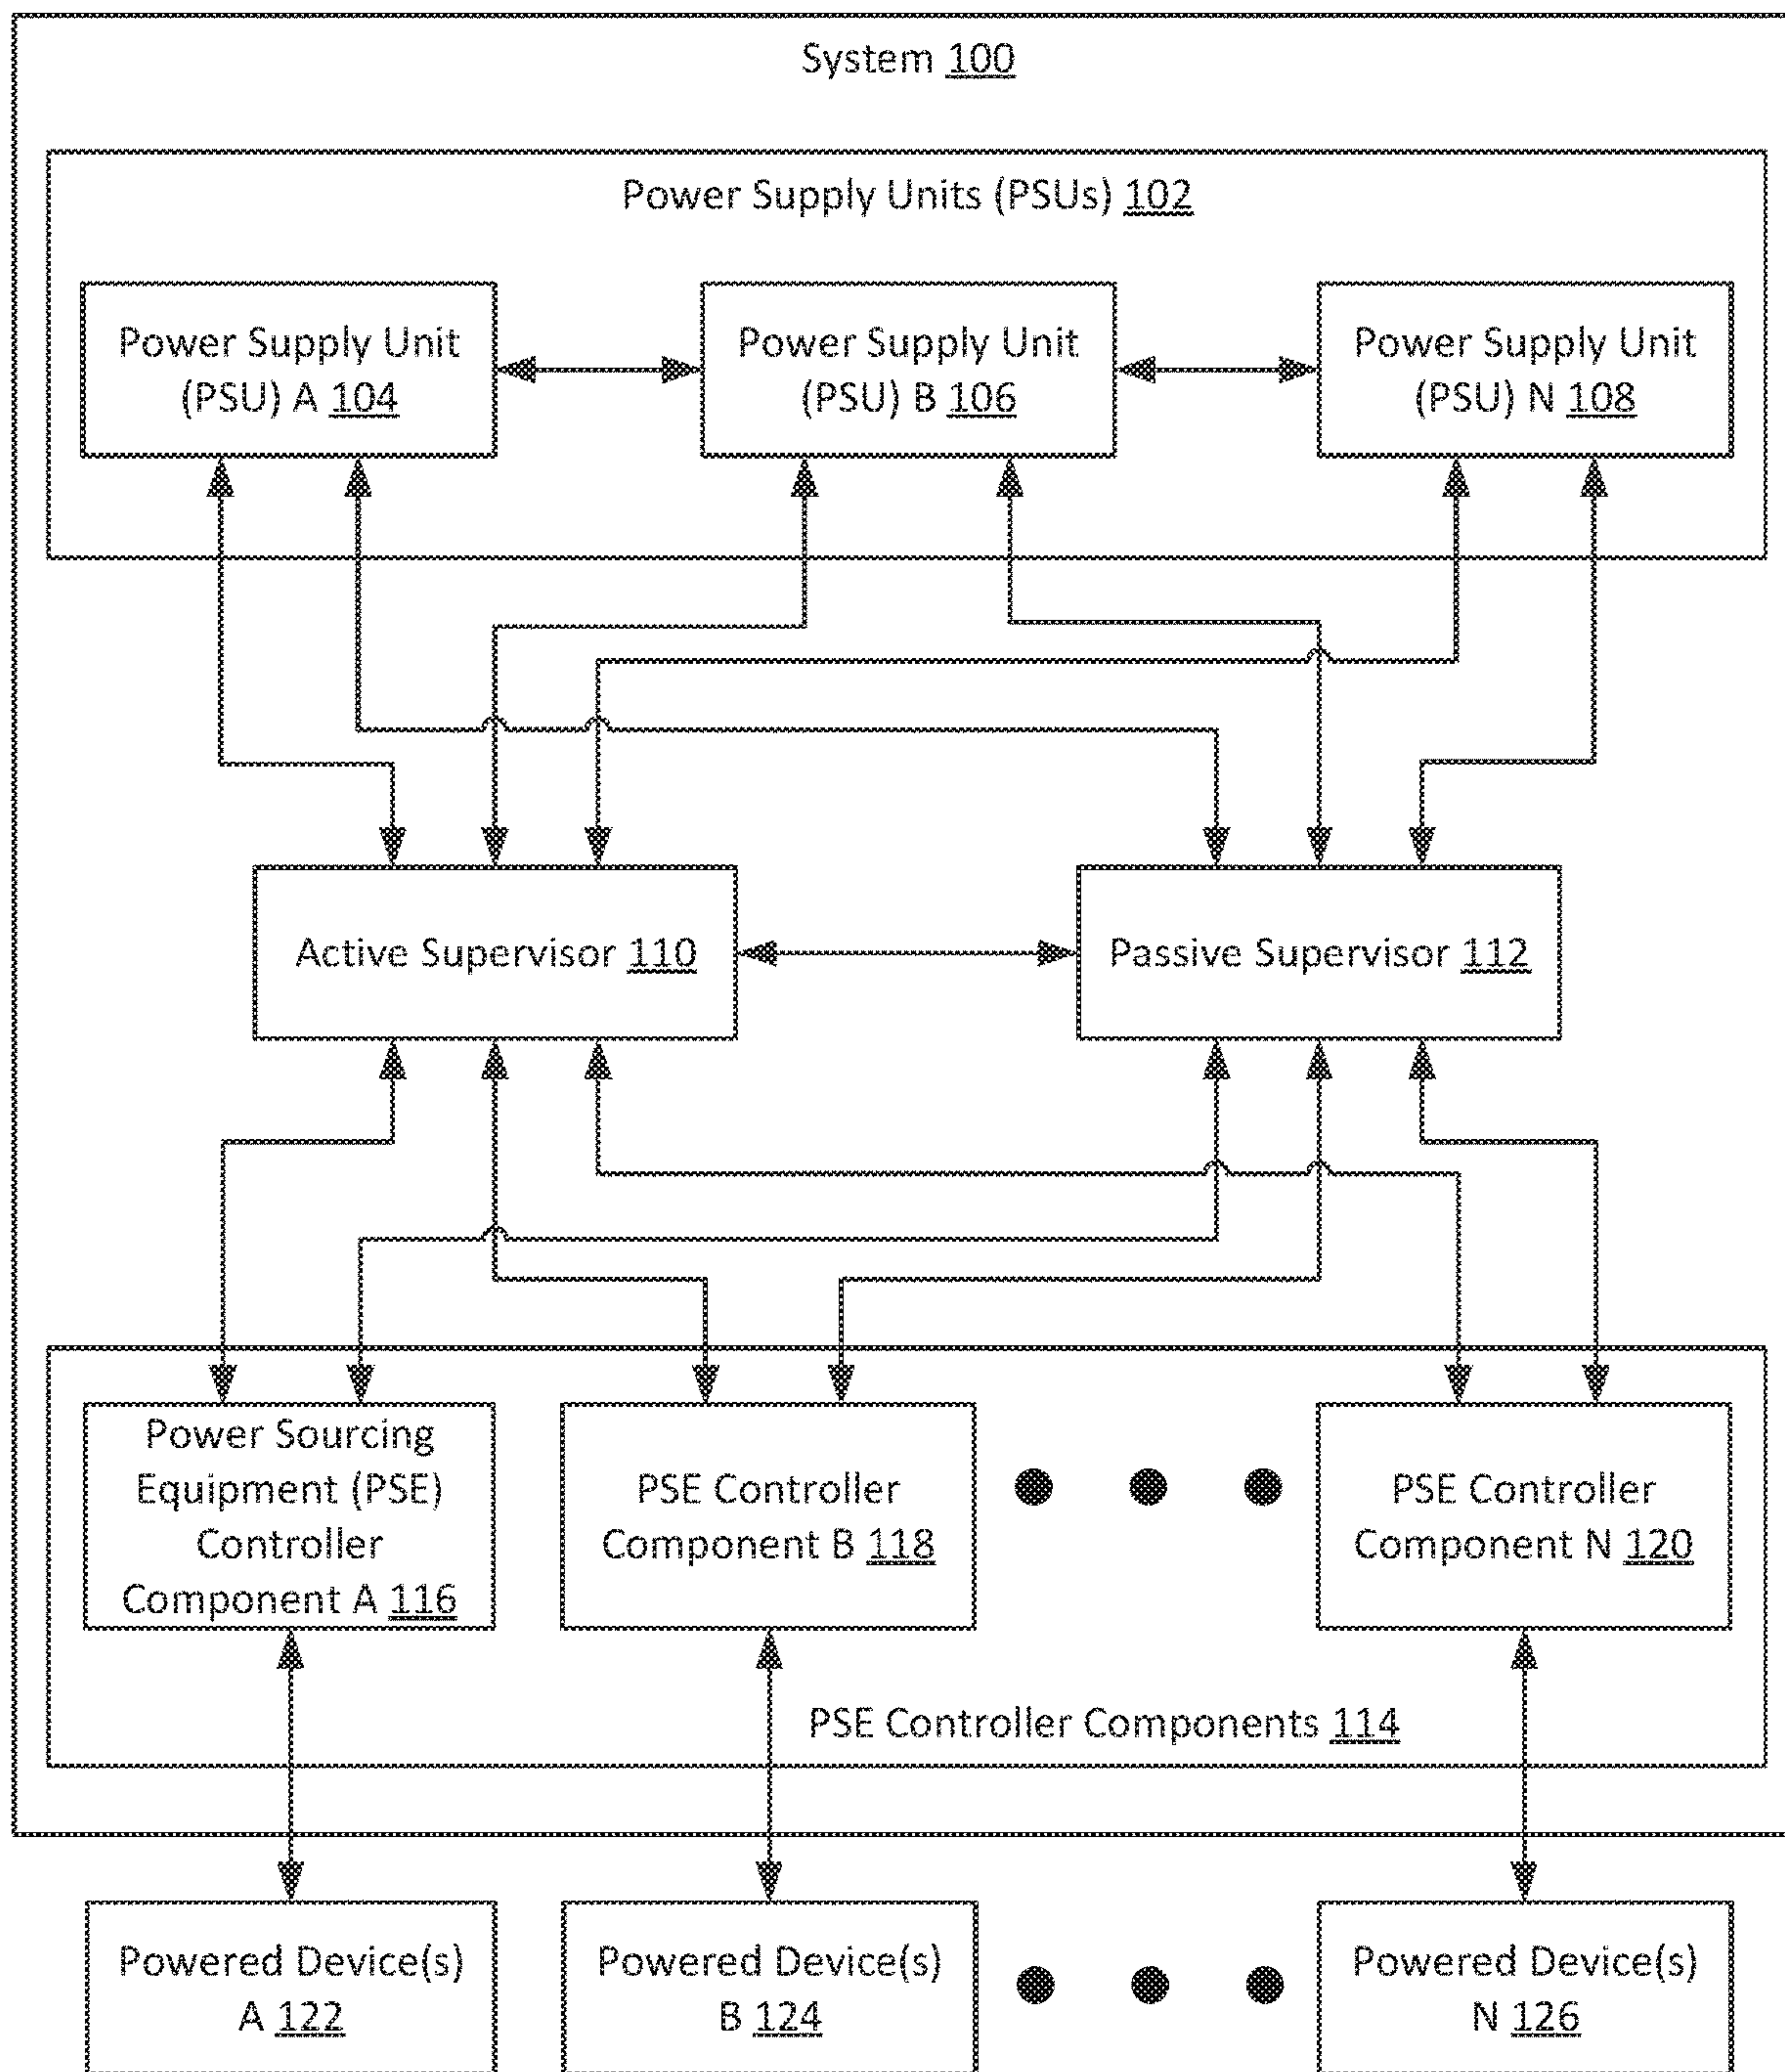 System 100
Power Supply Units (PSUs) 102
Power Supply Unit
(PSU) A 104
Power Supply Unit
(PSU) B 106
Power Supply Unit
(PSU) N 108
Active Supervisor 110
Passive Supervisor 112
Power Sourcing
Equipment (PSE)
Controller
Component A 116
PSE Controller
Component B 118
PSE Controller
Component N 120
PSE Controller Components 114
Powered Device(s)
A 122
Powered Device(s)
B 124
Powered Device(s)
N 126